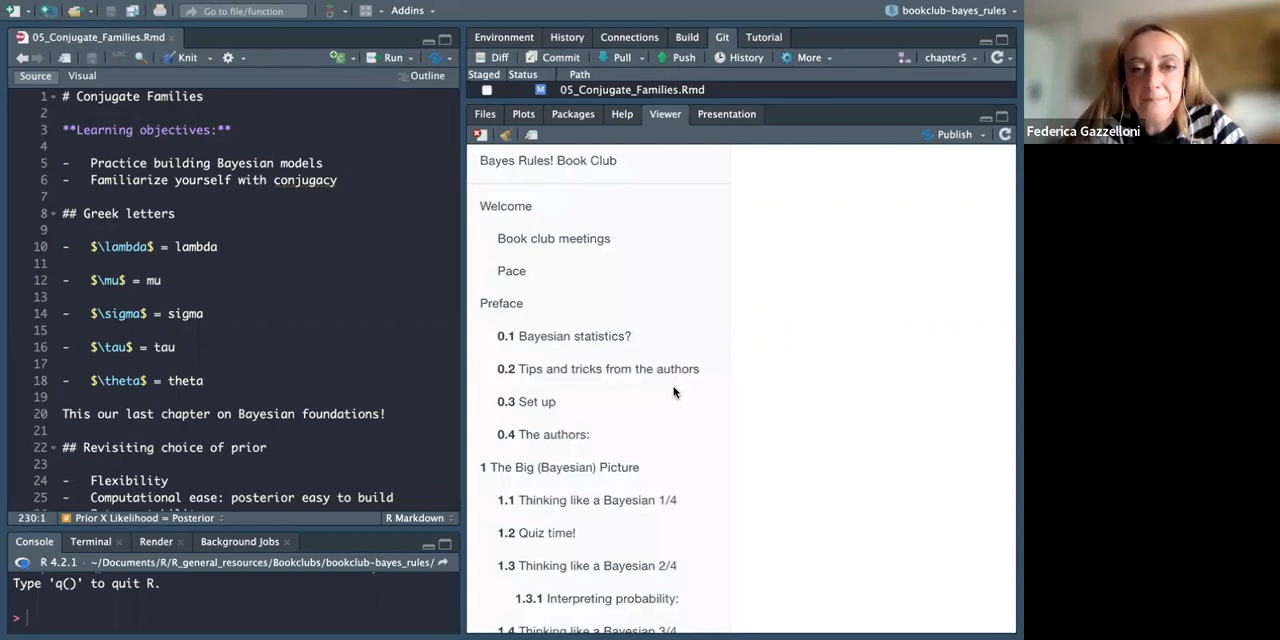 Go to file/function
Addins
bookclub-bayes_rules
05_Conjugate_Families.Rmd
Knit
Run
Source
Visual
Outline
1 # Conjugate Families
2
3 **Learning objectives:**
4
5 - Practice building Bayesian models
6 - Familiarize yourself with conjugacy
7
8 ## Greek letters
9
10 - $\lambda$ = lambda
11
12 - $\mu$ = mu
13
14 - $\sigma$ = sigma
15
16 - $\tau$ = tau
17
18 - $\theta$ = theta
19
20 This our last chapter on Bayesian foundations!
21
22 ## Revisiting choice of prior
23
24 - Flexibility
25 - Computational ease: posterior easy to build
230:1
Prior X Likelihood = Posterior
R Markdown
Console
Terminal
Render
Background Jobs
R 4.2.1 · ~/Documents/R/R_general_resources/Bookclubs/bookclub-bayes_rules/
Type 'q()' to quit R.
>
Environment
History
Connections
Build
Git
Tutorial
Diff
Commit
Pull
Push
History
More
chapter5
Staged
Status
Path
M
05_Conjugate_Families.Rmd
Files
Plots
Packages
Help
Viewer
Presentation
Publish
Bayes Rules! Book Club
Welcome
Book club meetings
Pace
Preface
0.1 Bayesian statistics?
0.2 Tips and tricks from the authors
0.3 Set up
0.4 The authors:
1 The Big (Bayesian) Picture
1.1 Thinking like a Bayesian 1/4
1.2 Quiz time!
1.3 Thinking like a Bayesian 2/4
1.3.1 Interpreting probability:
1.4 Thinking like a Bayesian 3/4
Federica Gazzelloni